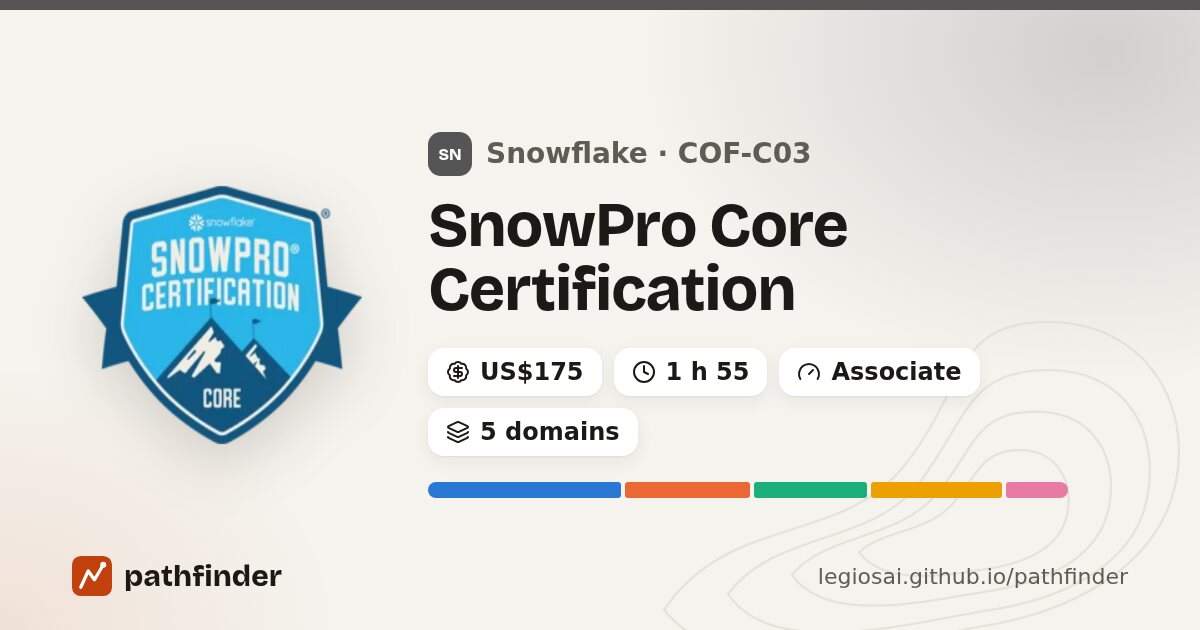 snowflake®
SNOWPRO®
CERTIFICATION
CORE
®
SN
Snowflake · COF-C03
SnowPro Core
Certification
US$175
1 h 55
Associate
5 domains
pathfinder
legiosai.github.io/pathfinder